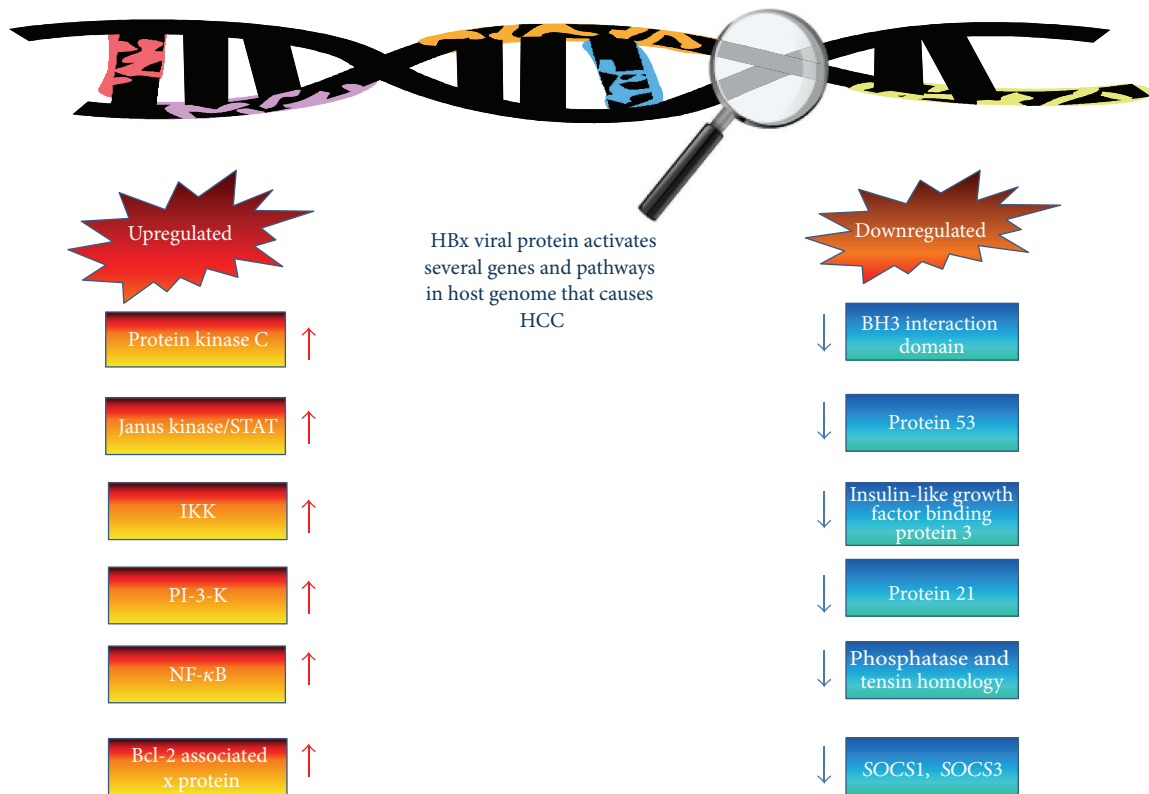 Upregulated
Protein kinase C
Janus kinase/STAT
IKK
PI-3-K
NF-κB
Bcl-2 associated
x protein
HBx viral protein activates
several genes and pathways
in host genome that causes
HCC
Downregulated
BH3 interaction
domain
Protein 53
Insulin-like growth
factor binding
protein 3
Protein 21
Phosphatase and
tensin homology
SOCS1, SOCS3